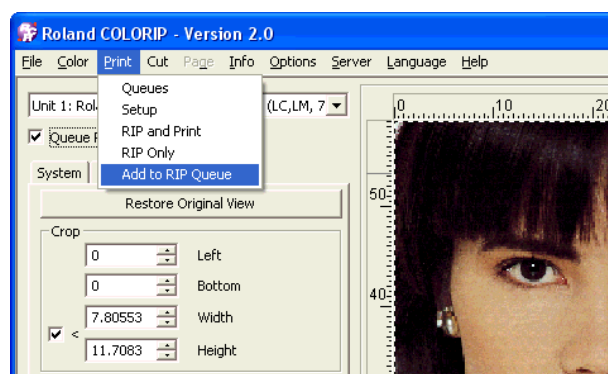 Roland COLORIP - Version 2.0
File Color Print Cut Page Info Options Server Language Help
Queues
Unit 1: (LC,LM, 7
Setup
RIP and Print
Queue
RIP Only
System
Add to RIP Queue
Restore Original View
Crop
0 Left
0 Bottom
7.80553 Width
<
11.7083 Height
0 10 20
50
40